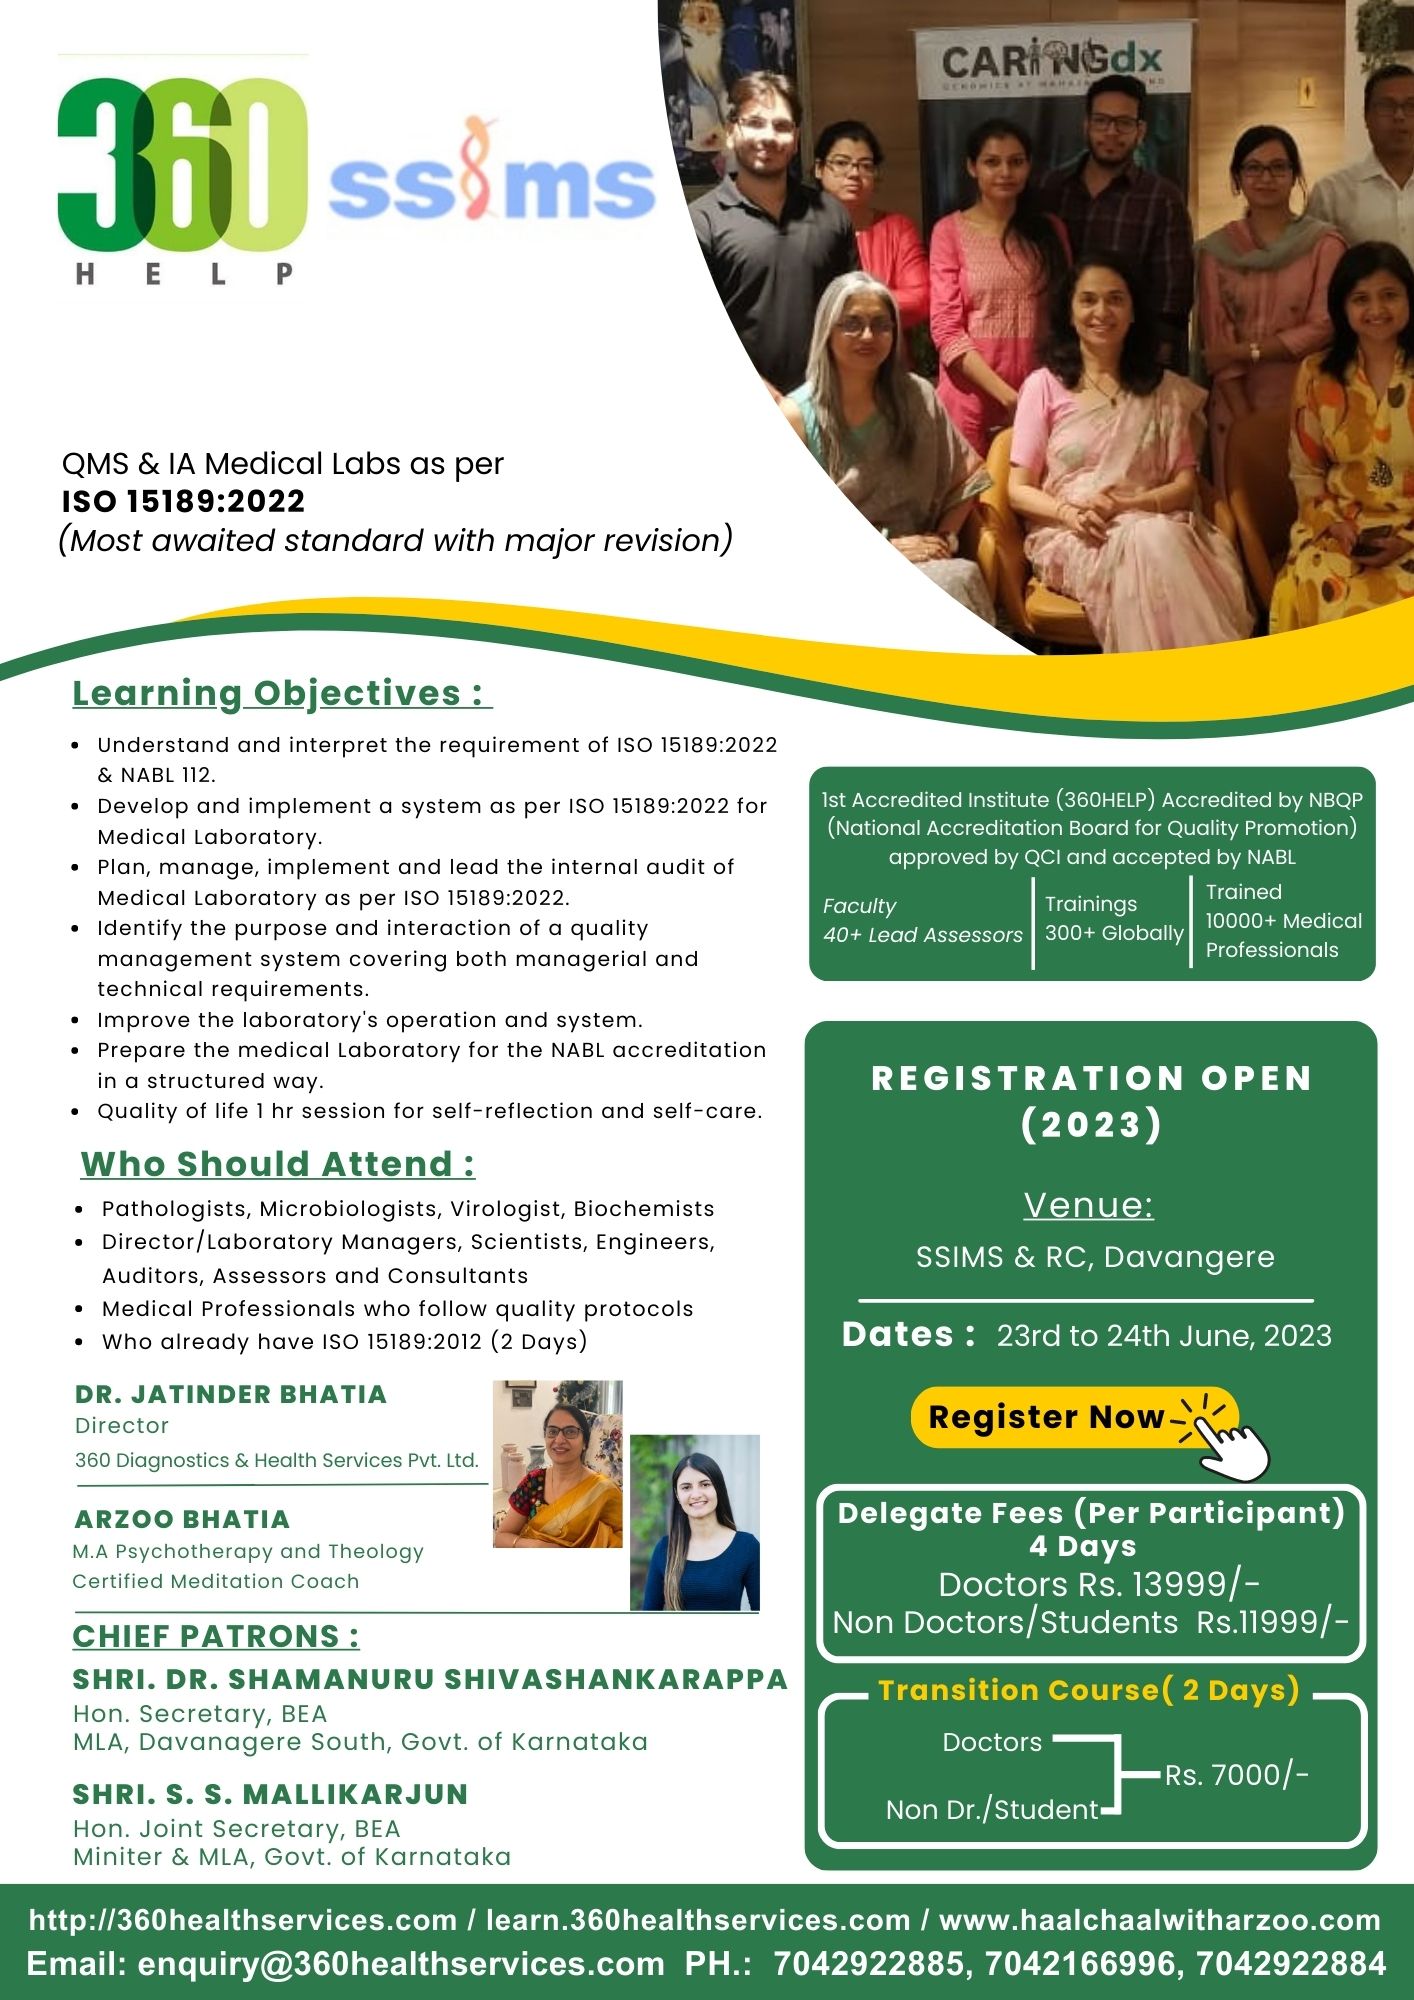 360
HELP
ssims
CARiNGdx
QMS & IA Medical Labs as per
ISO 15189:2022
(Most awaited standard with major revision)
Learning Objectives :
• Understand and interpret the requirement of ISO 15189:2022
& NABL 112.
• Develop and implement a system as per ISO 15189:2022 for
Medical Laboratory.
• Plan, manage, implement and lead the internal audit of
Medical Laboratory as per ISO 15189:2022.
• Identify the purpose and interaction of a quality
management system covering both managerial and
technical requirements.
• Improve the laboratory's operation and system.
• Prepare the medical Laboratory for the NABL accreditation
in a structured way.
• Quality of life 1 hr session for self-reflection and self-care.
Who Should Attend :
• Pathologists, Microbiologists, Virologist, Biochemists
• Director/Laboratory Managers, Scientists, Engineers,
Auditors, Assessors and Consultants
• Medical Professionals who follow quality protocols
• Who already have ISO 15189:2012 (2 Days)
DR. JATINDER BHATIA
Director
360 Diagnostics & Health Services Pvt. Ltd.
ARZOO BHATIA
M.A Psychotherapy and Theology
Certified Meditation Coach
CHIEF PATRONS :
SHRI. DR. SHAMANURU SHIVASHANKARAPPA
Hon. Secretary, BEA
MLA, Davanagere South, Govt. of Karnataka
SHRI. S. S. MALLIKARJUN
Hon. Joint Secretary, BEA
Miniter & MLA, Govt. of Karnataka
1st Accredited Institute (360HELP) Accredited by NBQP
(National Accreditation Board for Quality Promotion)
approved by QCI and accepted by NABL
Faculty
40+ Lead Assessors
Trainings
300+ Globally
Trained
10000+ Medical
Professionals
REGISTRATION OPEN
(2023)
Venue:
SSIMS & RC, Davangere
Dates : 23rd to 24th June, 2023
Register Now
Delegate Fees (Per Participant)
4 Days
Doctors Rs. 13999/-
Non Doctors/Students Rs.11999/-
Transition Course( 2 Days)
Doctors
Rs. 7000/-
Non Dr./Student
http://360healthservices.com / learn.360healthservices.com / www.haalchaalwitharzoo.com
Email: enquiry@360healthservices.com PH.: 7042922885, 7042166996, 7042922884